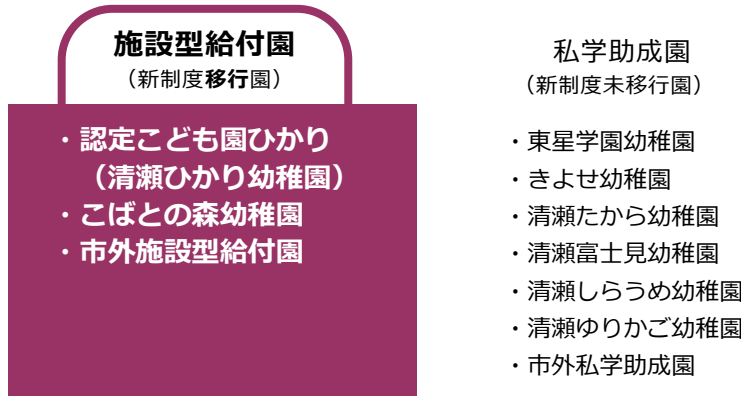 施設型給付園
（新制度移行園）
・認定こども園ひかり
（清瀬ひかり幼稚園）
・こばとの森幼稚園
・市外施設型給付園
私学助成園
（新制度未移行園）
・東星学園幼稚園
・きよせ幼稚園
・清瀬たから幼稚園
・清瀬富士見幼稚園
・清瀬しらうめ幼稚園
・清瀬ゆりかご幼稚園
・市外私学助成園